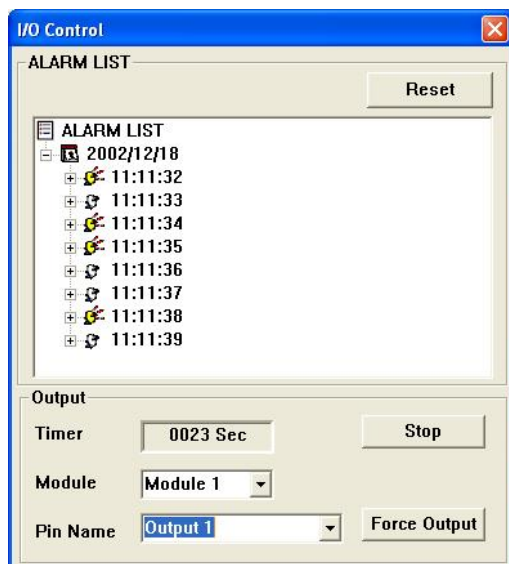 I/O Control
ALARM LIST
Reset
ALARM LIST
2002/12/18
11:11:32
11:11:33
11:11:34
11:11:35
11:11:36
11:11:37
11:11:38
11:11:39
Output
Timer
0023 Sec
Stop
Module
Module 1
Pin Name
Output 1
Force Output